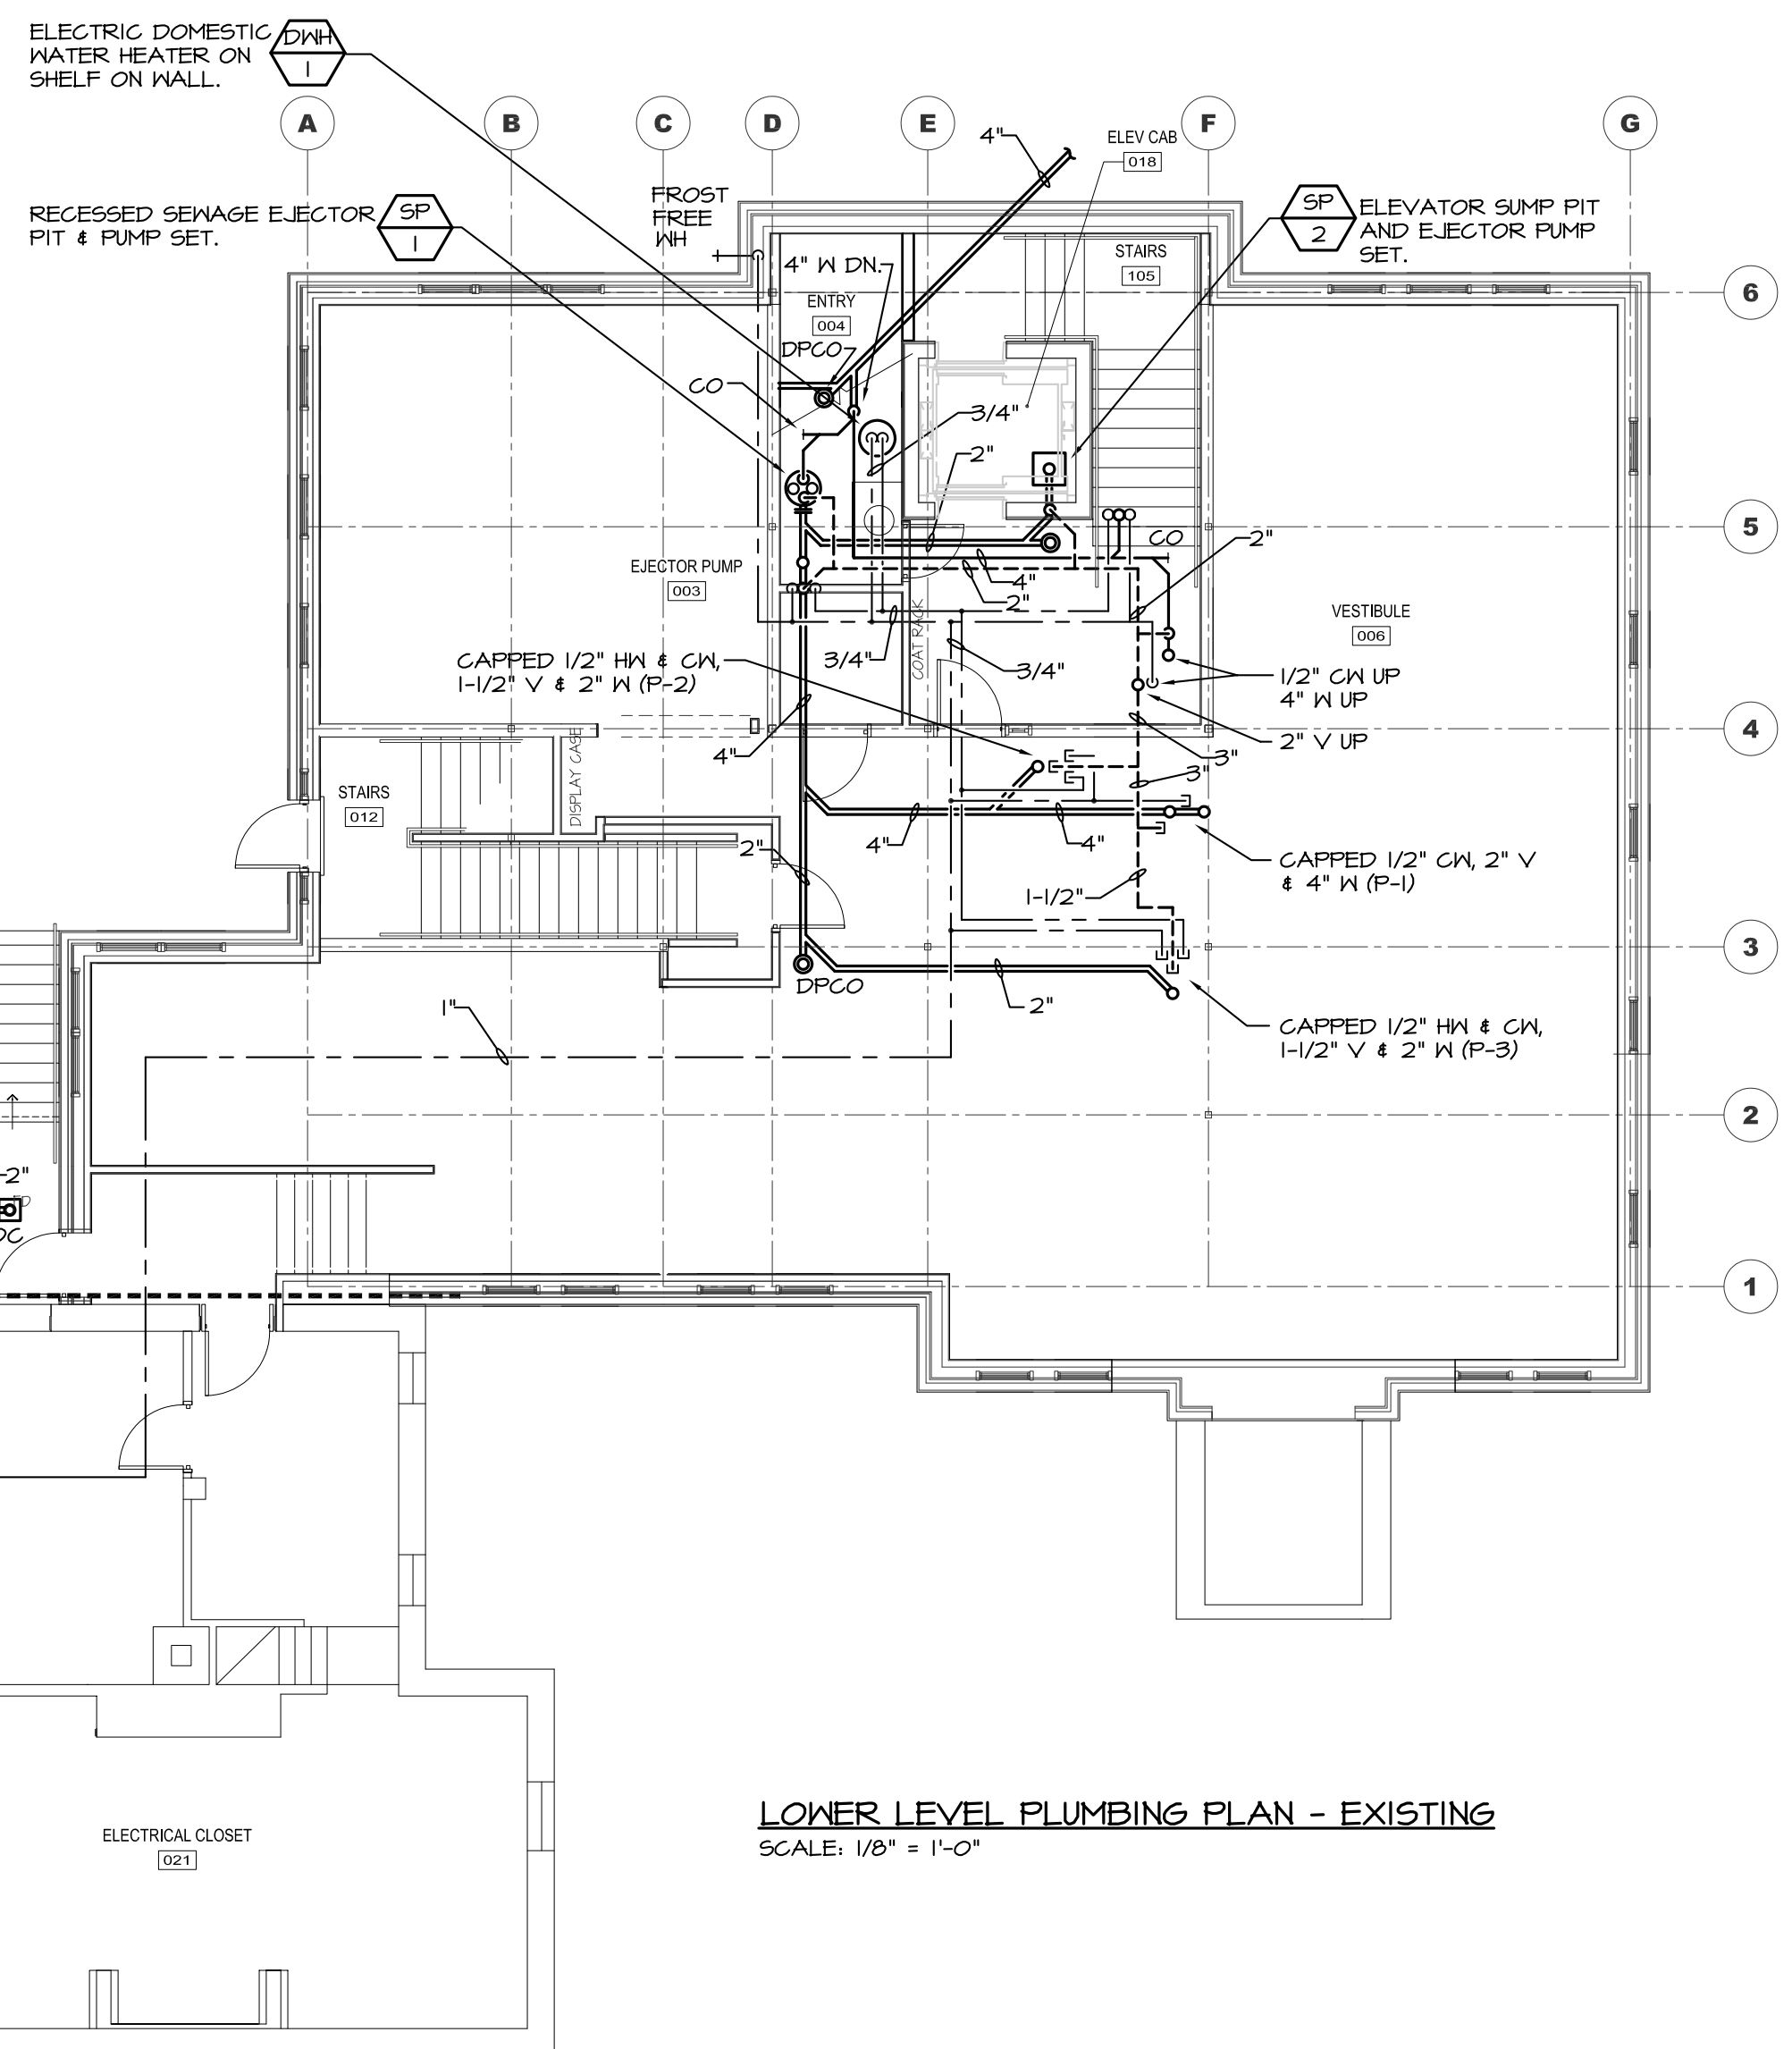 ELECTRIC DOMESTIC
WATER HEATER ON
SHELF ON WALL.
DWH
1
A
B
C
D
E
F
G
4"
ELEV CAB
018
RECESSED SEWAGE EJECTOR
PIT & PUMP SET.
SP
1
FROST
FREE
WH
SP
2
ELEVATOR SUMP PIT
AND EJECTOR PUMP
SET.
4" W DN.
STAIRS
105
6
ENTRY
004
DPCO
CO
3/4"
2"
5
CO
2"
EJECTOR PUMP
003
4"
2"
COAT RACK
VESTIBULE
006
CAPPED 1/2" HW & CW,
1-1/2" V & 2" W (P-2)
3/4"
3/4"
1/2" CW UP
4" W UP
4"
2" V UP
4
3"
3"
DISPLAY CASE
STAIRS
012
2"
4"
4"
CAPPED 1/2" CW, 2" V
& 4" W (P-1)
1-1/2"
3
DPCO
1"
2"
CAPPED 1/2" HW & CW,
1-1/2" V & 2" W (P-3)
2
-2"
FD
1
LOWER LEVEL PLUMBING PLAN - EXISTING
SCALE: 1/8" = 1'-0"
ELECTRICAL CLOSET
021